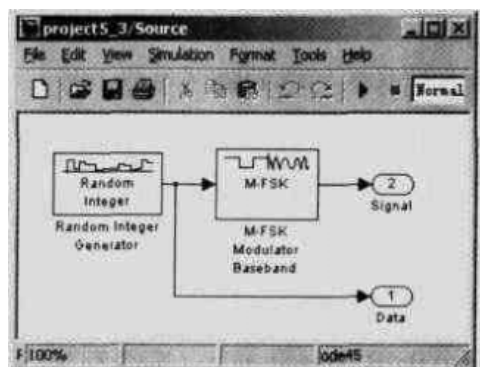 project5_3/Source
File Edit View Simulation Format Tools Help
Normal
Random
Integer
Random Integer
Generator
M-FSK
M-FSK
Modulator
Baseband
2
Signal
1
Data
100%
ode45